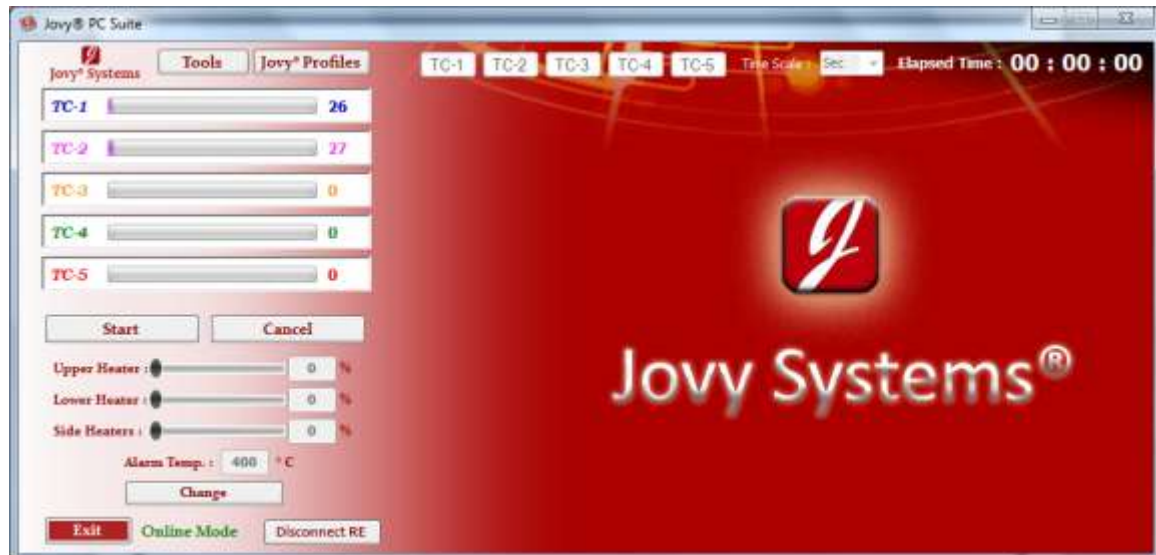 Jovy® PC Suite
Jovy® Systems
Tools
Jovy® Profiles
TC-1 TC-2 TC-3 TC-4 TC-5 Time Scale : Sec Elapsed Time : 00 : 00 : 00
TC-1 26
TC-2 27
TC-3 0
TC-4 0
TC-5 0
Start Cancel
Upper Heater : 0 %
Lower Heater : 0 %
Side Heaters : 0 %
Alarm Temp. : 400 ° C
Change
Exit Online Mode Disconnect RE
Jovy Systems®